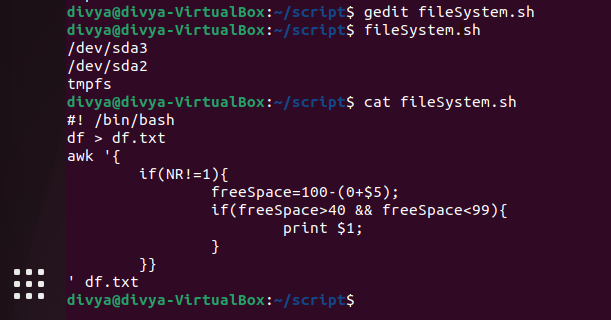 divya@divya-VirtualBox:~/script$ gedit fileSystem.sh
divya@divya-VirtualBox:~/script$ fileSystem.sh
/dev/sda3
/dev/sda2
tmpfs
divya@divya-VirtualBox:~/script$ cat fileSystem.sh
#! /bin/bash
df > df.txt
awk '{
        if(NR!=1){
                freeSpace=100-(0+$5);
                if(freeSpace>40 && freeSpace<99){
                        print $1;
                }
        }}
' df.txt
divya@divya-VirtualBox:~/script$